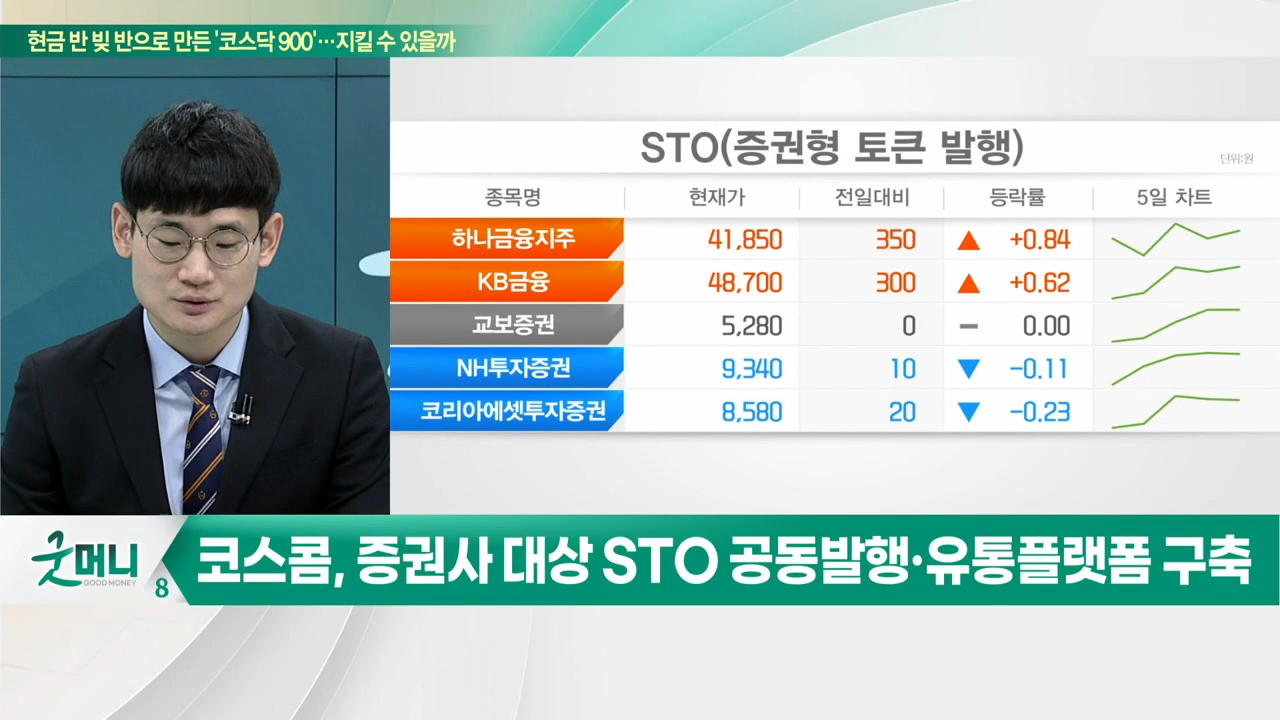 현금 반 빚 반으로 만든 '코스닥 900'…지킬 수 있을까
STO(증권형 토큰 발행)
단위:원
종목명 현재가 전일대비 등락률 5일 차트
하나금융지주 41,850 350 ▲ +0.84
KB금융 48,700 300 ▲ +0.62
교보증권 5,280 0 – 0.00
NH투자증권 9,340 10 ▼ -0.11
코리아에셋투자증권 8,580 20 ▼ -0.23
굿머니
GOOD MONEY
8
코스콤, 증권사 대상 STO 공동발행·유통플랫폼 구축